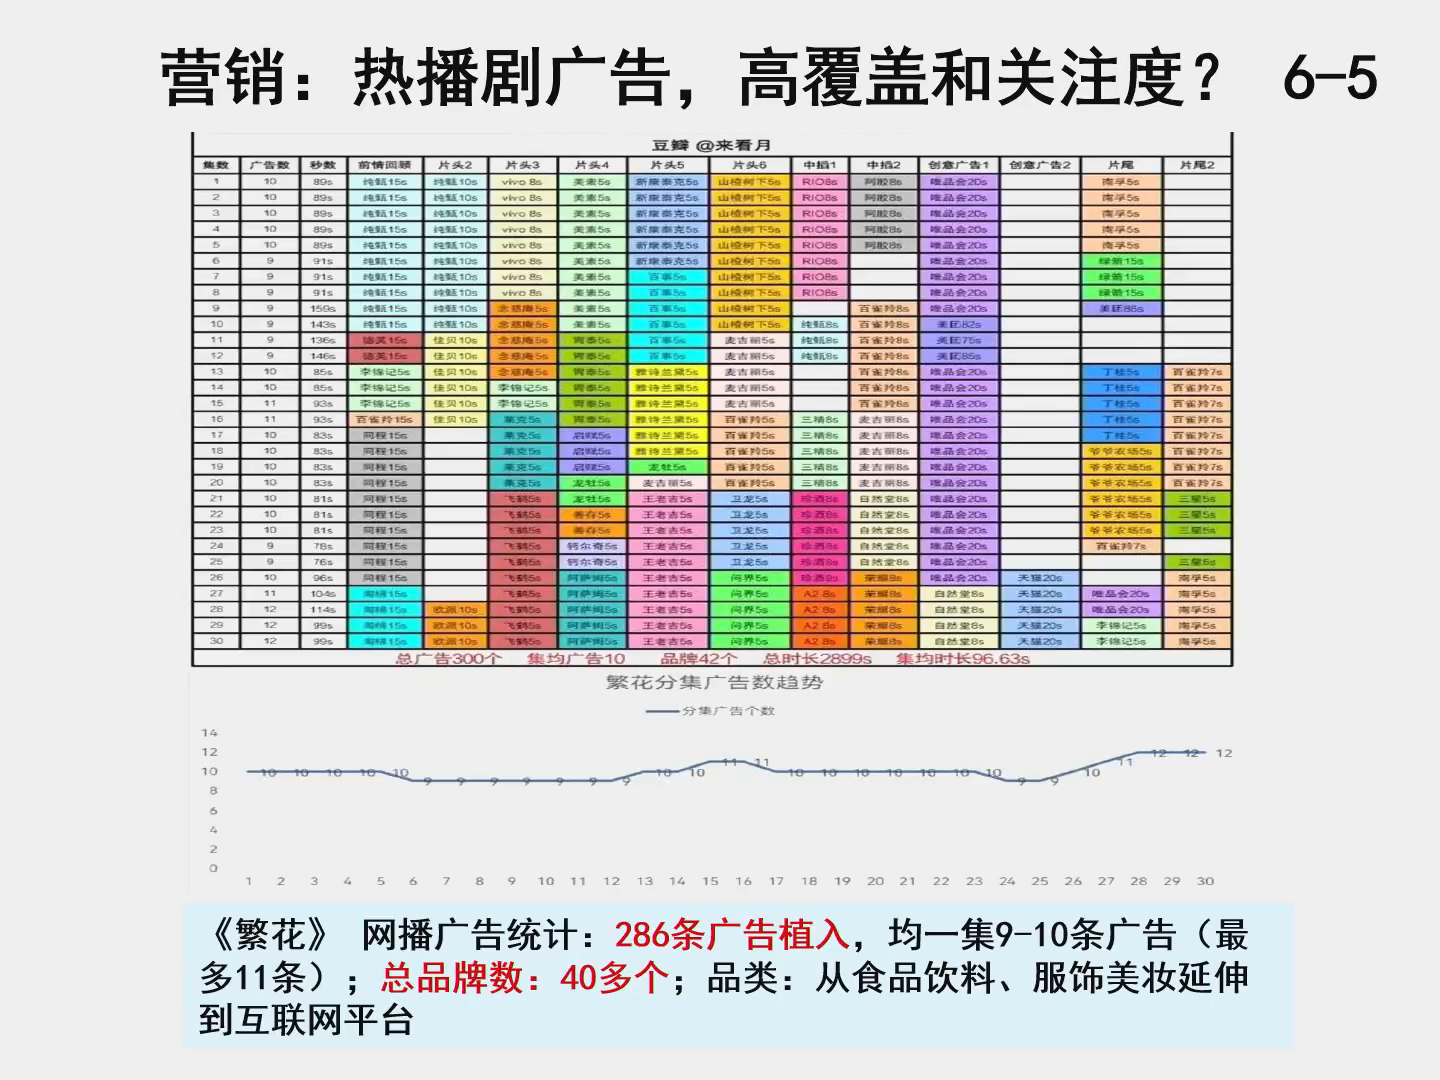 营销：热播剧广告，高覆盖和关注度？ 6-5
豆瓣 @来看月
集数 广告数 秒数 前情回顾 片头2 片头3 片头4 片头5 片头6 中插1 中插2 创意广告1 创意广告2 片尾 片尾2
1 10 89s 纯甄15s 纯甄10s vivo 8s 美素5s 新康泰克5s 山楂树下5s RIO8s 阿胶8s 唯品会20s 南孚5s
2 10 89s 纯甄15s 纯甄10s vivo 8s 美素5s 新康泰克5s 山楂树下5s RIO8s 阿胶8s 唯品会20s 南孚5s
3 10 89s 纯甄15s 纯甄10s vivo 8s 美素5s 新康泰克5s 山楂树下5s RIO8s 阿胶8s 唯品会20s 南孚5s
4 10 89s 纯甄15s 纯甄10s vivo 8s 美素5s 新康泰克5s 山楂树下5s RIO8s 阿胶8s 唯品会20s 南孚5s
5 10 89s 纯甄15s 纯甄10s vivo 8s 美素5s 新康泰克5s 山楂树下5s RIO8s 阿胶8s 唯品会20s 南孚5s
6 9 91s 纯甄15s 纯甄10s vivo 8s 美素5s 新康泰克5s 山楂树下5s RIO8s 唯品会20s 绿箭15s
7 9 91s 纯甄15s 纯甄10s vivo 8s 美素5s 百事5s 山楂树下5s RIO8s 唯品会20s 绿箭15s
8 9 91s 纯甄15s 纯甄10s vivo 8s 美素5s 百事5s 山楂树下5s RIO8s 唯品会20s 绿箭15s
9 9 159s 纯甄15s 纯甄10s 念慈庵5s 美素5s 百事5s 山楂树下5s 百雀羚8s 唯品会20s 美团86s
10 9 143s 纯甄15s 纯甄10s 念慈庵5s 美素5s 百事5s 山楂树下5s 纯甄8s 百雀羚8s 美团82s
11 9 136s 德芙15s 佳贝10s 念慈庵5s 胃泰5s 百事5s 麦吉丽5s 纯甄8s 百雀羚8s 美团75s
12 9 146s 德芙15s 佳贝10s 念慈庵5s 胃泰5s 百事5s 麦吉丽5s 纯甄8s 百雀羚8s 美团85s
13 10 85s 李锦记5s 佳贝10s 念慈庵5s 胃泰5s 雅诗兰黛5s 麦吉丽5s 百雀羚8s 唯品会20s 丁桂5s 百雀羚7s
14 10 85s 李锦记5s 佳贝10s 李锦记5s 胃泰5s 雅诗兰黛5s 麦吉丽5s 百雀羚8s 唯品会20s 丁桂5s 百雀羚7s
15 11 93s 李锦记5s 佳贝10s 李锦记5s 胃泰5s 雅诗兰黛5s 麦吉丽5s 百雀羚8s 唯品会20s 丁桂5s 百雀羚7s
16 11 93s 百雀羚15s 佳贝10s 莱克5s 胃泰5s 雅诗兰黛5s 百雀羚5s 三精8s 麦吉丽8s 唯品会20s 丁桂5s 百雀羚7s
17 10 83s 同程15s 莱克5s 启赋5s 雅诗兰黛5s 百雀羚5s 三精8s 麦吉丽8s 唯品会20s 丁桂5s 百雀羚7s
18 10 83s 同程15s 莱克5s 启赋5s 雅诗兰黛5s 百雀羚5s 三精8s 麦吉丽8s 唯品会20s 爷爷农场5s 百雀羚7s
19 10 83s 同程15s 莱克5s 启赋5s 龙牡5s 百雀羚5s 三精8s 麦吉丽8s 唯品会20s 爷爷农场5s 百雀羚7s
20 10 83s 同程15s 莱克5s 龙牡5s 麦吉丽5s 百雀羚5s 三精8s 麦吉丽8s 唯品会20s 爷爷农场5s 百雀羚7s
21 10 81s 同程15s 飞鹤5s 龙牡5s 王老吉5s 卫龙5s 珍酒8s 自然堂8s 唯品会20s 爷爷农场5s 三星5s
22 10 81s 同程15s 飞鹤5s 善存5s 王老吉5s 卫龙5s 珍酒8s 自然堂8s 唯品会20s 爷爷农场5s 三星5s
23 10 81s 同程15s 飞鹤5s 善存5s 王老吉5s 卫龙5s 珍酒8s 自然堂8s 唯品会20s 爷爷农场5s 三星5s
24 9 78s 同程15s 飞鹤5s 钙尔奇5s 王老吉5s 卫龙5s 珍酒8s 自然堂8s 唯品会20s 百雀羚7s
25 9 76s 同程15s 飞鹤5s 钙尔奇5s 王老吉5s 卫龙5s 珍酒8s 自然堂8s 唯品会20s 三星5s
26 10 96s 同程15s 飞鹤5s 阿萨姆5s 王老吉5s 问界5s 珍酒8s 荣耀8s 唯品会20s 天猫20s 南孚5s
27 11 104s 海绵15s 飞鹤5s 阿萨姆5s 王老吉5s 问界5s A2 8s 荣耀8s 自然堂8s 天猫20s 唯品会20s 南孚5s
28 12 114s 海绵15s 欧派10s 飞鹤5s 阿萨姆5s 王老吉5s 问界5s A2 8s 荣耀8s 自然堂8s 天猫20s 唯品会20s 南孚5s
29 12 99s 海绵15s 欧派10s 飞鹤5s 阿萨姆5s 王老吉5s 问界5s A2 8s 荣耀8s 自然堂8s 天猫20s 李锦记5s 南孚5s
30 12 99s 海绵15s 欧派10s 飞鹤5s 阿萨姆5s 王老吉5s 问界5s A2 8s 荣耀8s 自然堂8s 天猫20s 李锦记5s 南孚5s
总广告300个 集均广告10 品牌42个 总时长2899s 集均时长96.63s
繁花分集广告数趋势
分集广告个数
14
12
10
8
6
4
2
0
10 10 10 10 10 9 9 9 9 9 9 9 10 10 11 11 10 10 10 10 10 10 10 9 9 10 11 12 12 12
1 2 3 4 5 6 7 8 9 10 11 12 13 14 15 16 17 18 19 20 21 22 23 24 25 26 27 28 29 30
《繁花》 网播广告统计：286条广告植入，均一集9-10条广告（最
多11条）；总品牌数：40多个；品类：从食品饮料、服饰美妆延伸
到互联网平台